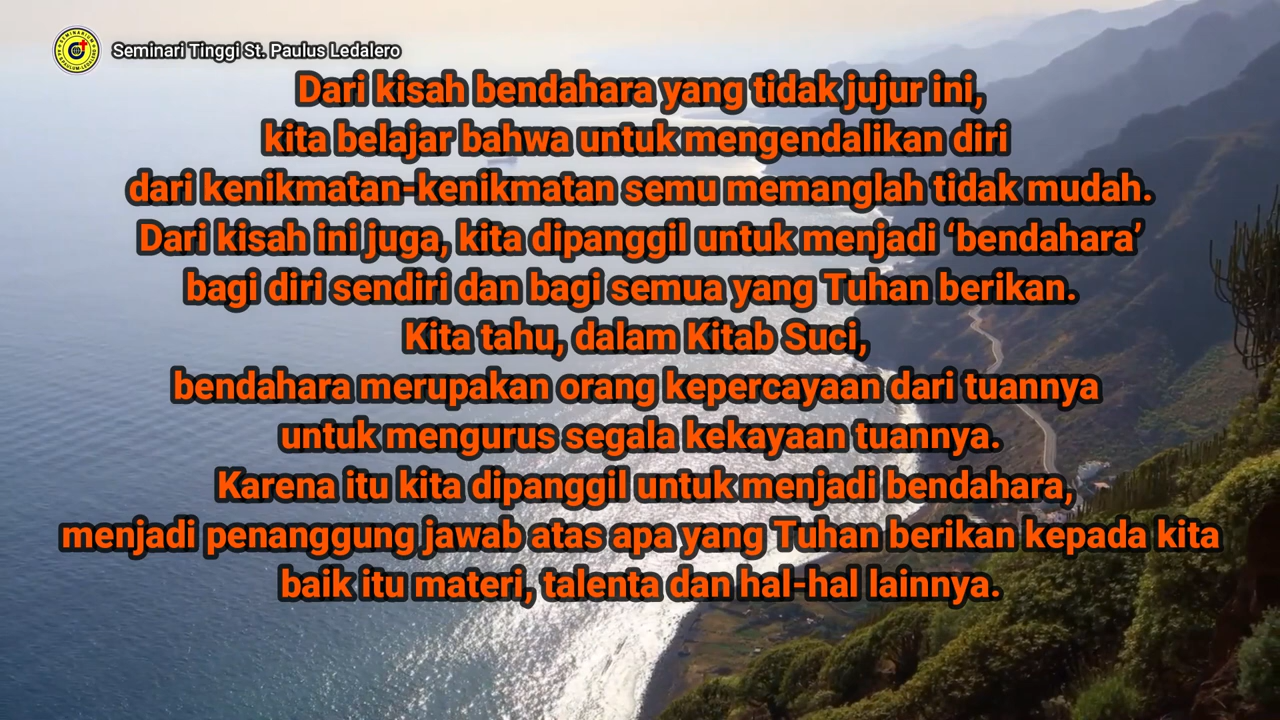 Seminari Tinggi St. Paulus Ledalero
Dari kisah bendahara yang tidak jujur ini,
kita belajar bahwa untuk mengendalikan diri
dari kenikmatan-kenikmatan semu memanglah tidak mudah.
Dari kisah ini juga, kita dipanggil untuk menjadi ‘bendahara’
bagi diri sendiri dan bagi semua yang Tuhan berikan.
Kita tahu, dalam Kitab Suci,
bendahara merupakan orang kepercayaan dari tuannya
untuk mengurus segala kekayaan tuannya.
Karena itu kita dipanggil untuk menjadi bendahara,
menjadi penanggung jawab atas apa yang Tuhan berikan kepada kita
baik itu materi, talenta dan hal-hal lainnya.